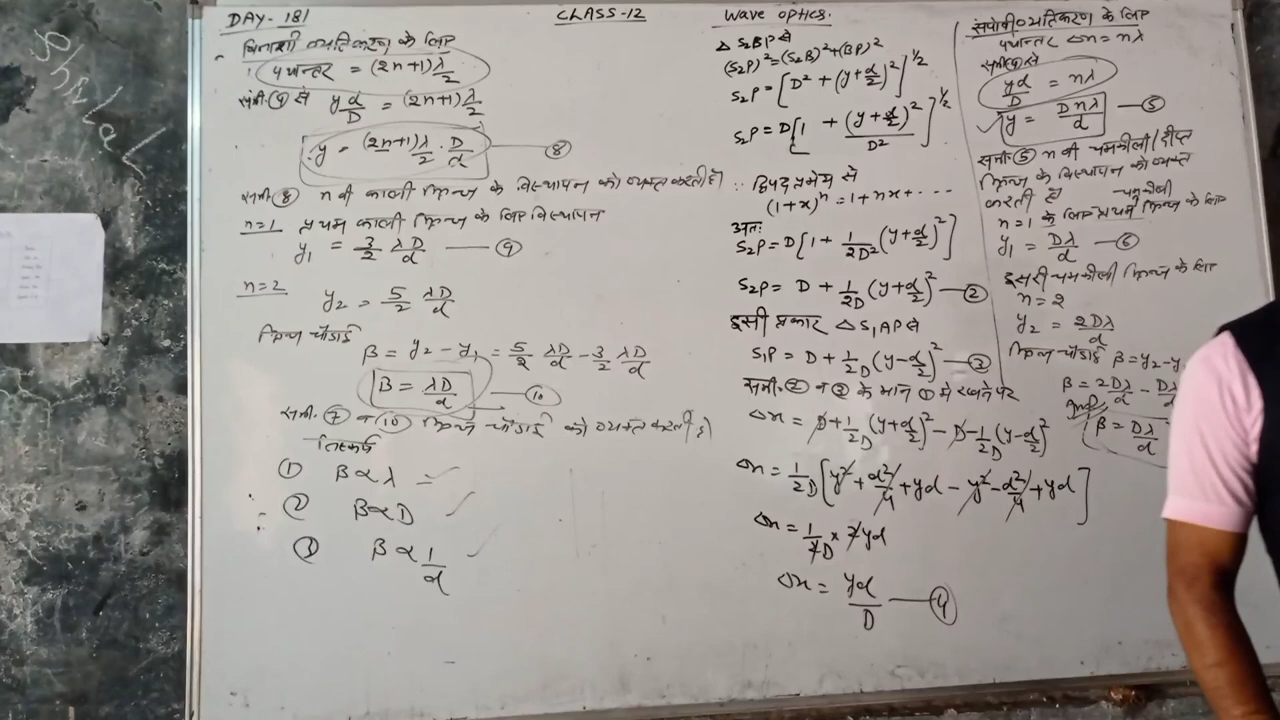 DAY-181
CLASS-12
Wave optics.
विनाशी व्यतिकरण के लिए
पथान्तर = (2n+1)λ/2
समी. (4) से yd/D = (2n+1)λ/2
∴ y = (2n+1)λ/2 · D/d —— (8)
समी. (8) n वी काली फ्रिन्ज के विस्थापन को व्यक्त करती है।
n=1 प्रथम काली फ्रिन्ज के लिए विस्थापन
y₁ = 3/2 λD/d —— (9)
n=2
y₂ = 5/2 λD/d
फ्रिन्ज चौडाई
β = y₂ - y₁ = 5/2 λD/d - 3/2 λD/d
β = λD/d —— (10)
समी. (7) व (10) फ्रिन्ज चौडाई को व्यक्त करती है।
निष्कर्ष
(1) β ∝ λ
(2) β ∝ D
(3) β ∝ 1/d
Δ S₂BP से
(S₂P)² = (S₂B)² + (BP)²
S₂P = [D² + (y+d/2)²]^1/2
S₂P = D[1 + (y+d/2)²/D²]^1/2
∵ द्विपद प्रमेय से
(1+x)ⁿ = 1+nx+ ----
अतः
S₂P = D[1 + 1/2D² (y+d/2)²]
S₂P = D + 1/2D (y+d/2)² —— (2)
इसी प्रकार Δ S₁AP से
S₁P = D + 1/2D (y-d/2)² —— (3)
समी. (2) व (3) के मान (1) मे रखने पर
Δx = D + 1/2D (y+d/2)² - D - 1/2D (y-d/2)²
Δx = 1/2D [y² + d²/4 + yd - y² - d²/4 + yd]
Δx = 1/2D × 2yd
Δx = yd/D —— (4)
संपोषी व्यतिकरण के लिए
पथान्तर Δx = nλ
समी. (4) से
yd/D = nλ
y = Dnλ/d —— (5)
समी. (5) n वी चमकीली/दीप्त
फ्रिन्ज के विस्थापन को व्यक्त
करती है
चमकीली
n=1 के लिए प्रथम फ्रिन्ज के लिए
y₁ = Dλ/d —— (6)
दूसरी चमकीली फ्रिन्ज के लिए
n = 2
y₂ = 2Dλ/d
फ्रिन्ज चौडाई β = y₂-y
β = 2Dλ/d - Dλ/d
Imp.
β = Dλ/d